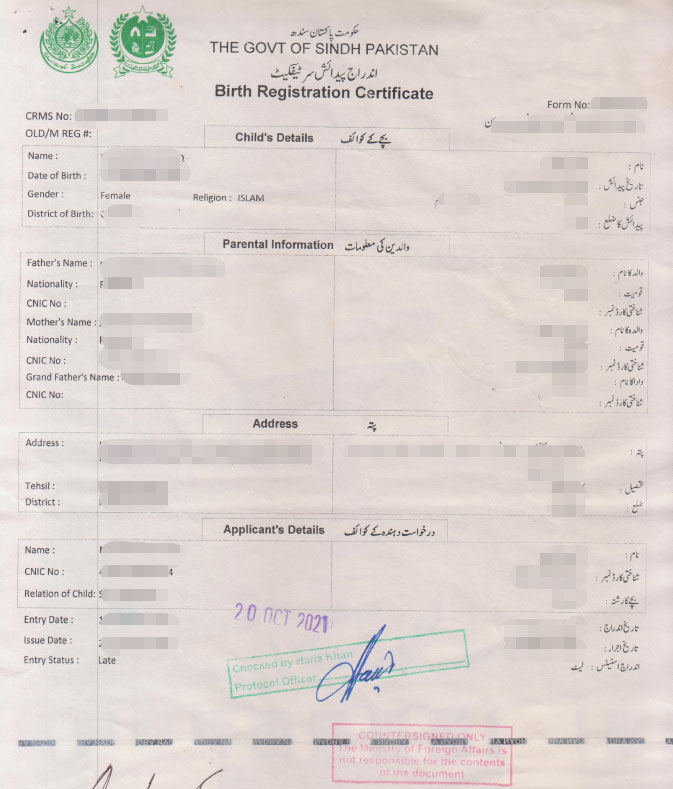 حکومت پاکستان سندھ
THE GOVT OF SINDH PAKISTAN
اندراج پیدائش سرٹیفکیٹ
Birth Registration Certificate
Form No:
CRMS No:
OLD/M REG #:
Child's Details بچے کے کوائف
Name : نام :
Date of Birth : تاریخ پیدائش :
Gender : Female Religion : ISLAM جنس :
District of Birth: پیدائش کا ضلع :
Parental Information والدین کی معلومات
Father's Name : والد کا نام :
Nationality : قومیت :
CNIC No : شناختی کارڈ نمبر :
Mother's Name : والدہ کا نام :
Nationality : قومیت :
CNIC No : شناختی کارڈ نمبر :
Grand Father's Name : دادا کا نام :
CNIC No: شناختی کارڈ نمبر :
Address پتہ
Address : پتہ :
Tehsil : تحصیل :
District : ضلع :
Applicant's Details درخواست دہندہ کے کوائف
Name : نام :
CNIC No : 4 شناختی کارڈ نمبر :
Relation of Child: S بچے کا رشتہ :
Entry Date : تاریخ اندراج :
Issue Date : تاریخ اجراء :
Entry Status : Late اندراج اسٹیٹس : لیٹ
20 OCT 2021
Checked by Haris Khan
Protocol Officer
COUNTERSIGNED ONLY
The Ministry of Foreign Affairs is
not responsible for the contents
of the document